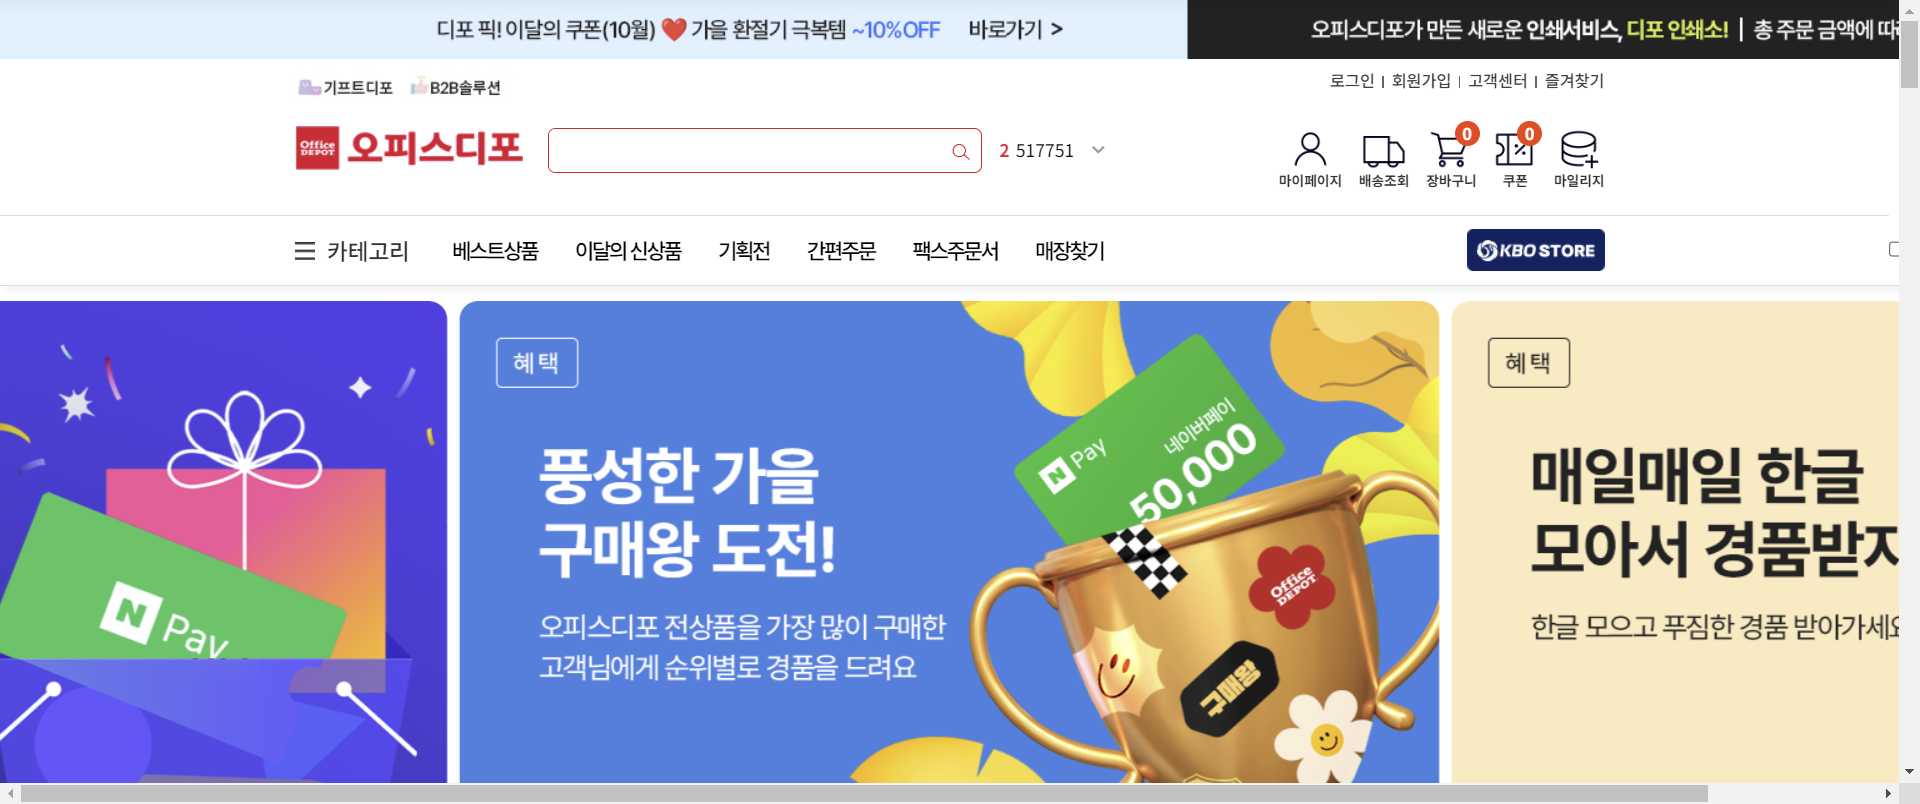 디포 픽! 이달의 쿠폰(10월) ❤️ 가을 환절기 극복템 ~10%OFF 바로가기 >
오피스디포가 만든 새로운 인쇄서비스, 디포 인쇄소! | 총 주문 금액에
기프트디포 B2B솔루션
로그인 | 회원가입 | 고객센터 | 즐겨찾기
Office DEPOT 오피스디포
2 517751
0 0
마이페이지 배송조회 장바구니 쿠폰 마일리지
카테고리 베스트상품 이달의 신상품 기획전 간편주문 팩스주문서 매장찾기
KBO STORE
N Pay
혜택
풍성한 가을
구매왕 도전!
오피스디포 전상품을 가장 많이 구매한
고객님에게 순위별로 경품을 드려요
N Pay
네이버페이
50,000
Office DEPOT
구매왕
혜택
매일매일 한글
모아서 경품받
한글 모으고 푸짐한 경품 받아가세요